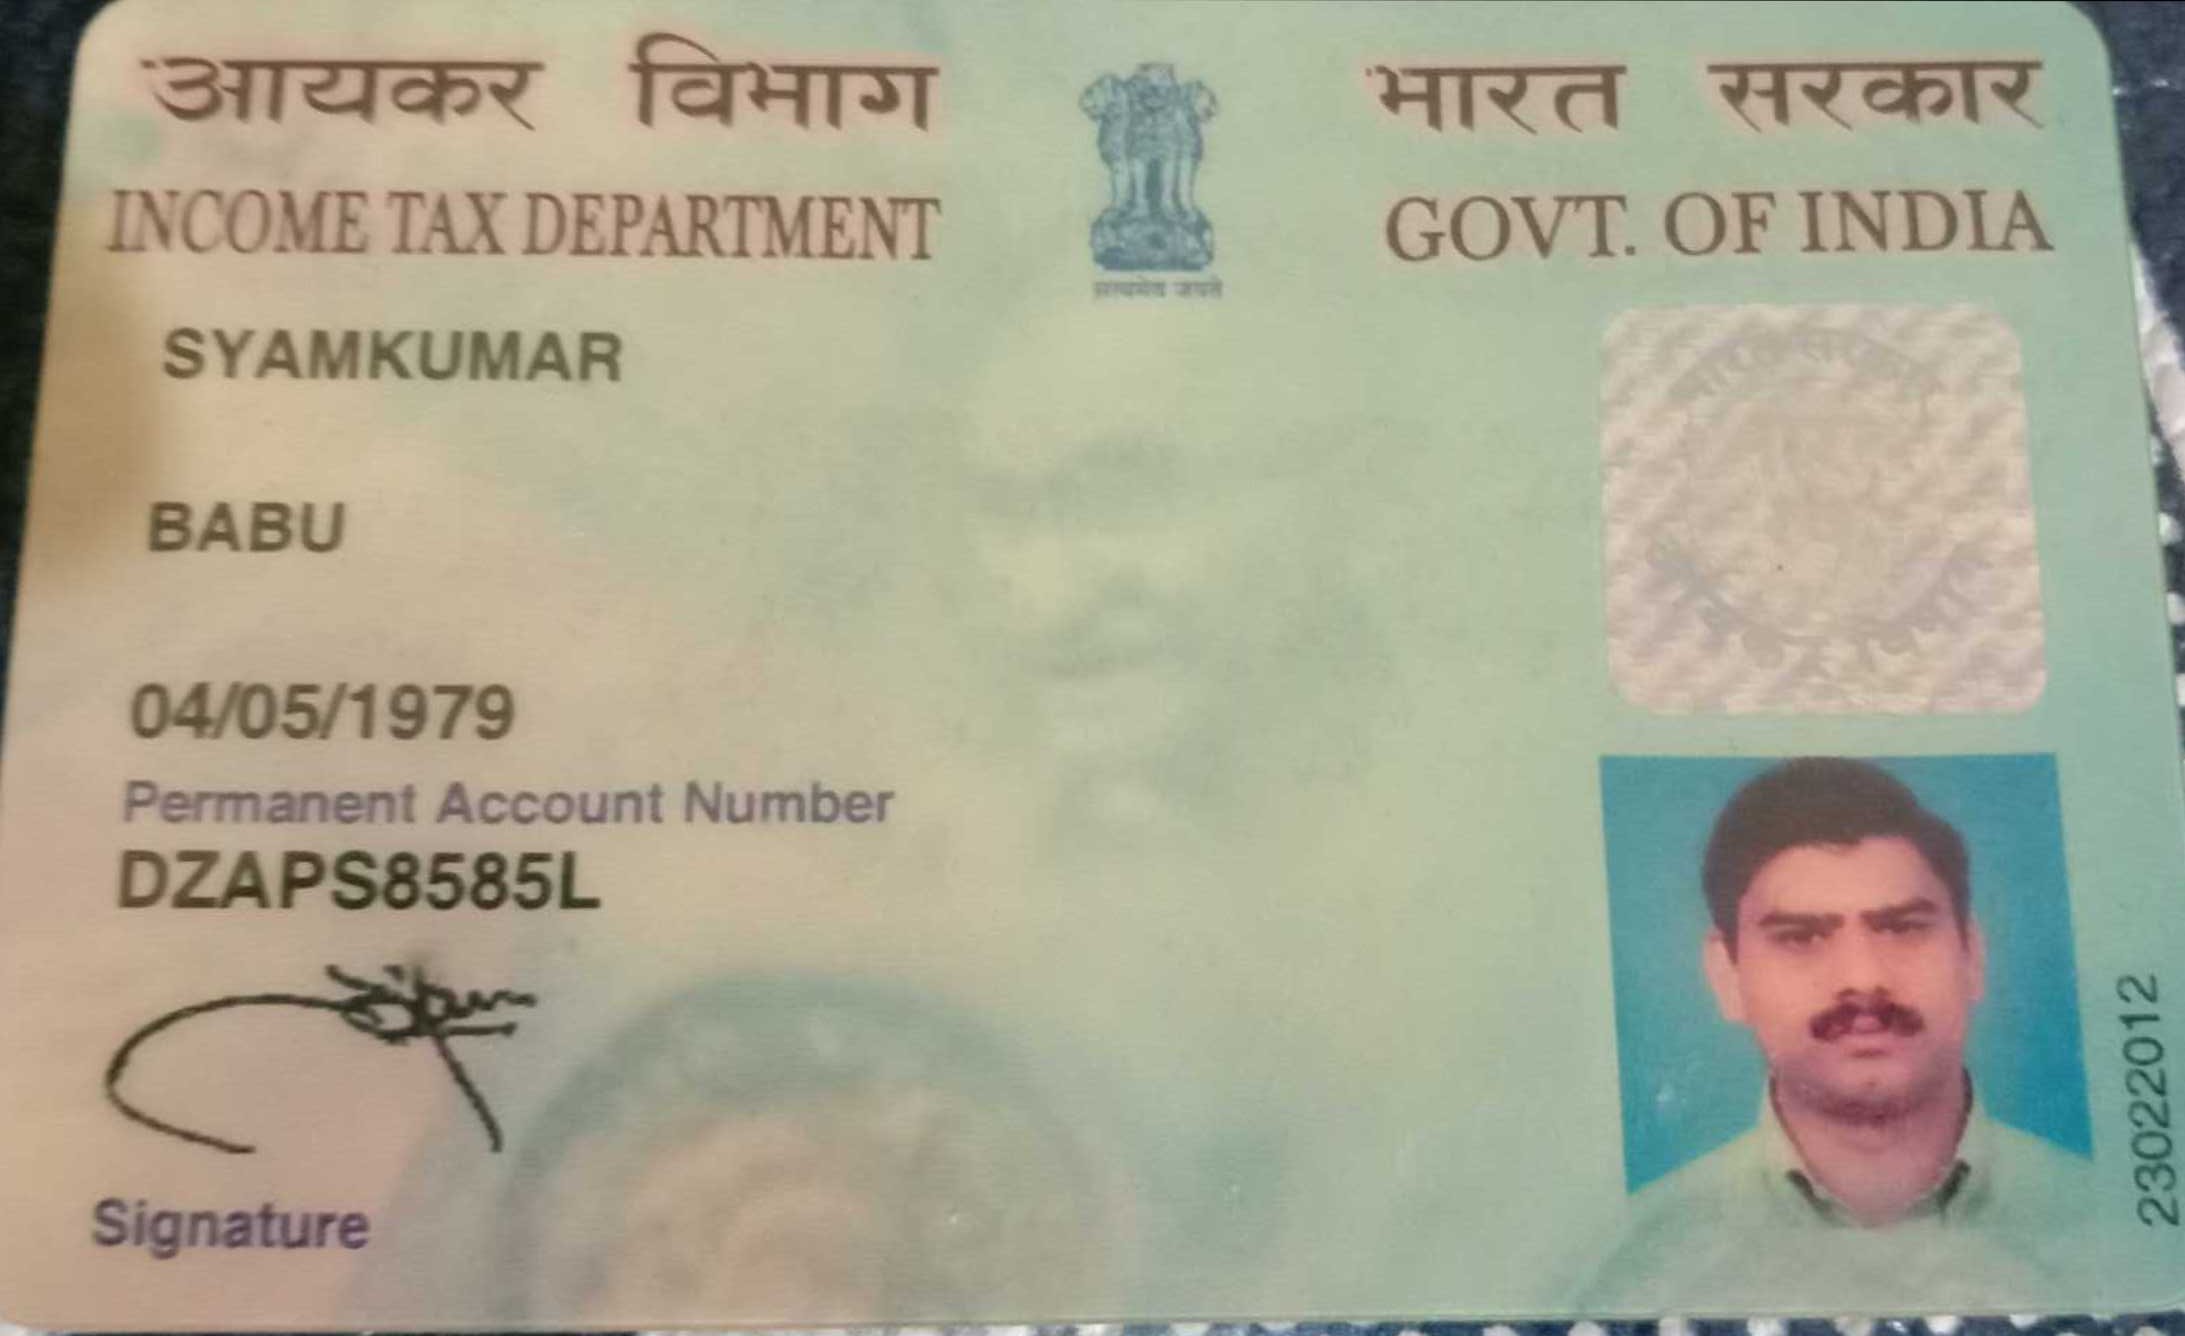 आयकर विभाग
भारत सरकार
INCOME TAX DEPARTMENT
GOVT. OF INDIA
सत्यमेव जयते
SYAMKUMAR
BABU
04/05/1979
Permanent Account Number
DZAPS8585L
Signature
23022012